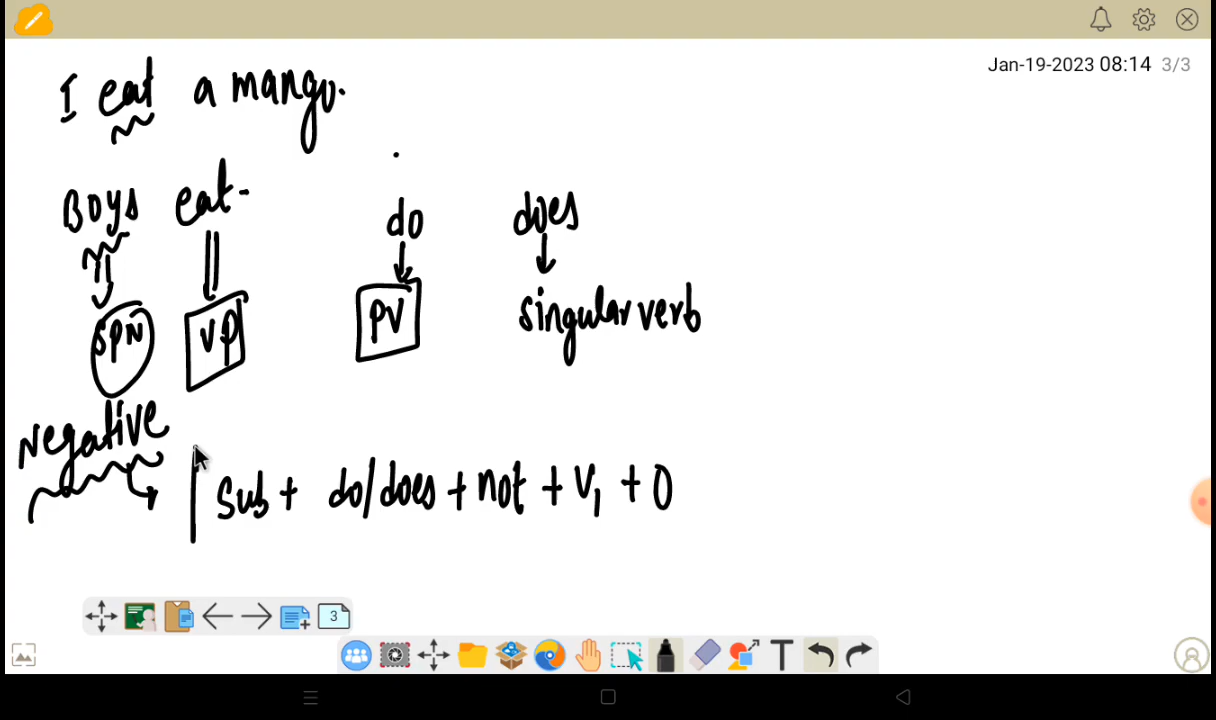 Jan-19-2023 08:14 3/3
I eat a mango.
Boys eat-
do does
SPN VP PV singular verb
Negative
Sub + do/does + not + V1 + O
3
T